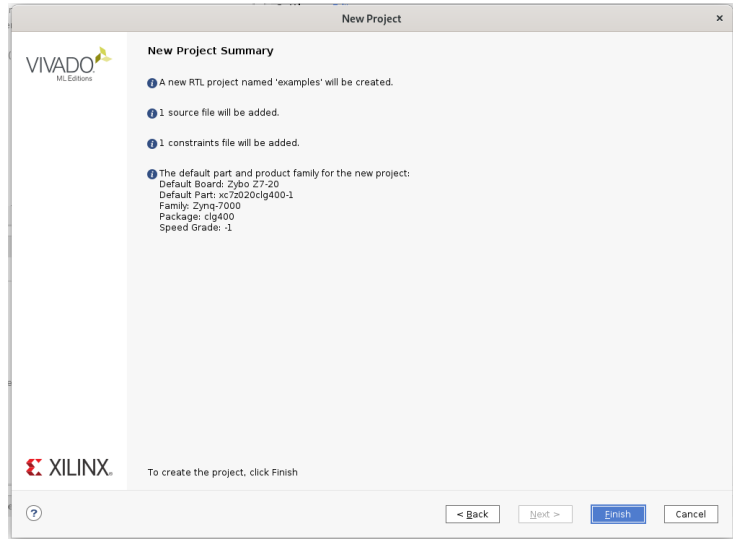 New Project
×
VIVADO
ML Editions
New Project Summary
A new RTL project named 'examples' will be created.
1 source file will be added.
1 constraints file will be added.
The default part and product family for the new project:
Default Board: Zybo Z7-20
Default Part: xc7z020clg400-1
Family: Zynq-7000
Package: clg400
Speed Grade: -1
XILINX
To create the project, click Finish
?
< Back
Next >
Finish
Cancel